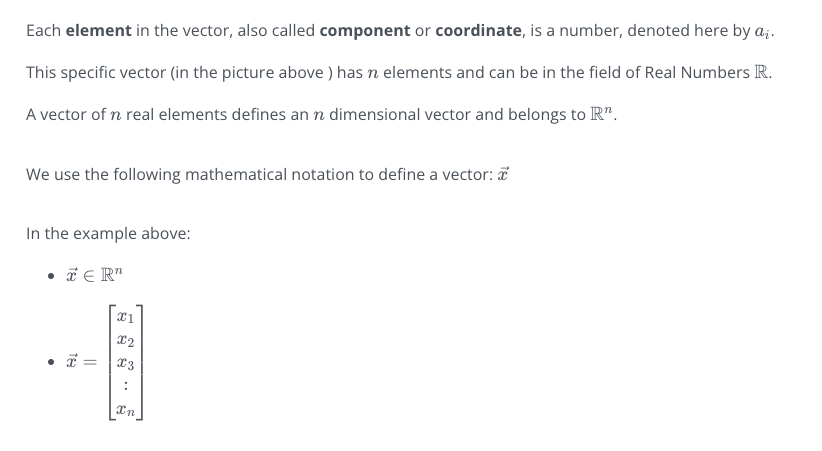 Each element in the vector, also called component or coordinate, is a number, denoted here by aᵢ.
This specific vector (in the picture above ) has n elements and can be in the field of Real Numbers ℝ.
A vector of n real elements defines an n dimensional vector and belongs to ℝⁿ.
We use the following mathematical notation to define a vector: x⃗
In the example above:
• x⃗ ∈ ℝⁿ
• x⃗ = [x₁
x₂
x₃
:
xₙ]